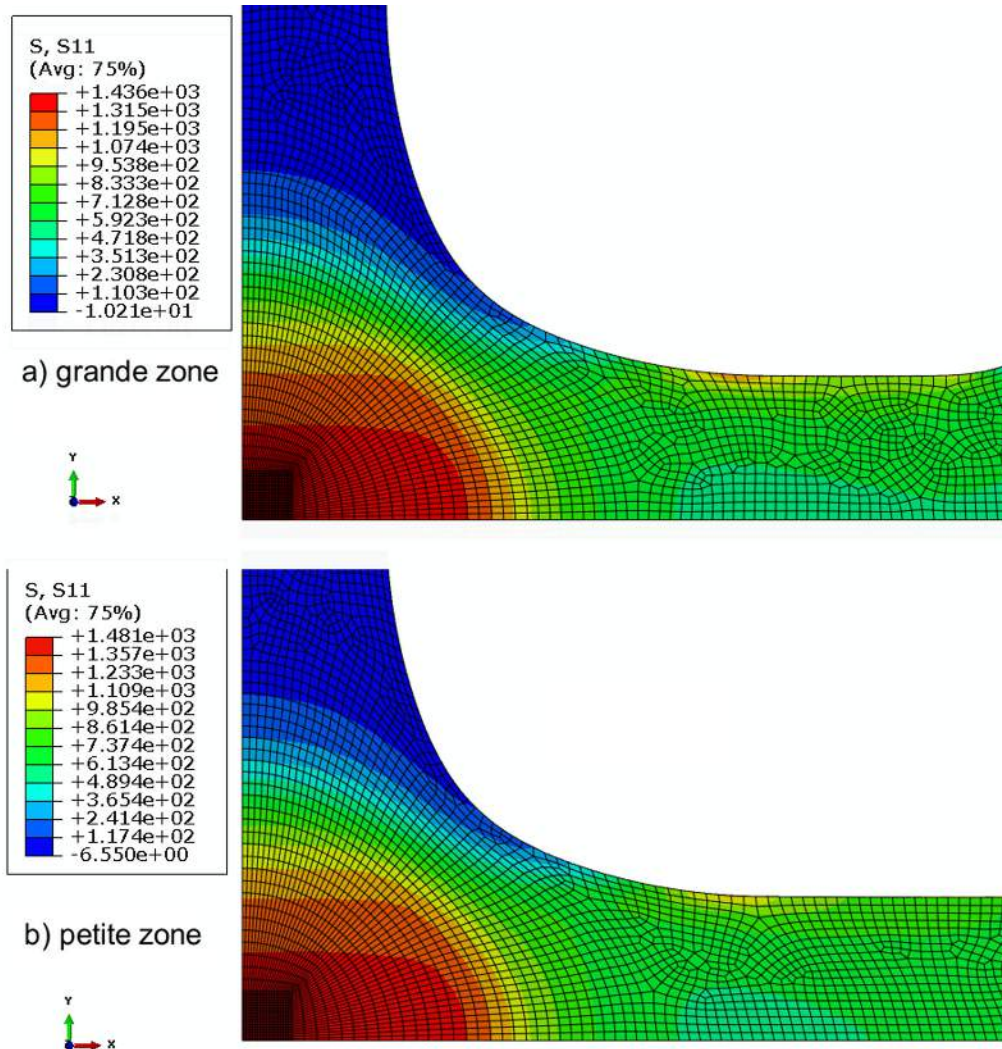 S, S11
(Avg: 75%)
+1.436e+03
+1.315e+03
+1.195e+03
+1.074e+03
+9.538e+02
+8.333e+02
+7.128e+02
+5.923e+02
+4.718e+02
+3.513e+02
+2.308e+02
+1.103e+02
-1.021e+01
a) grande zone
Y
X
S, S11
(Avg: 75%)
+1.481e+03
+1.357e+03
+1.233e+03
+1.109e+03
+9.854e+02
+8.614e+02
+7.374e+02
+6.134e+02
+4.894e+02
+3.654e+02
+2.414e+02
+1.174e+02
-6.550e+00
b) petite zone
Y
X